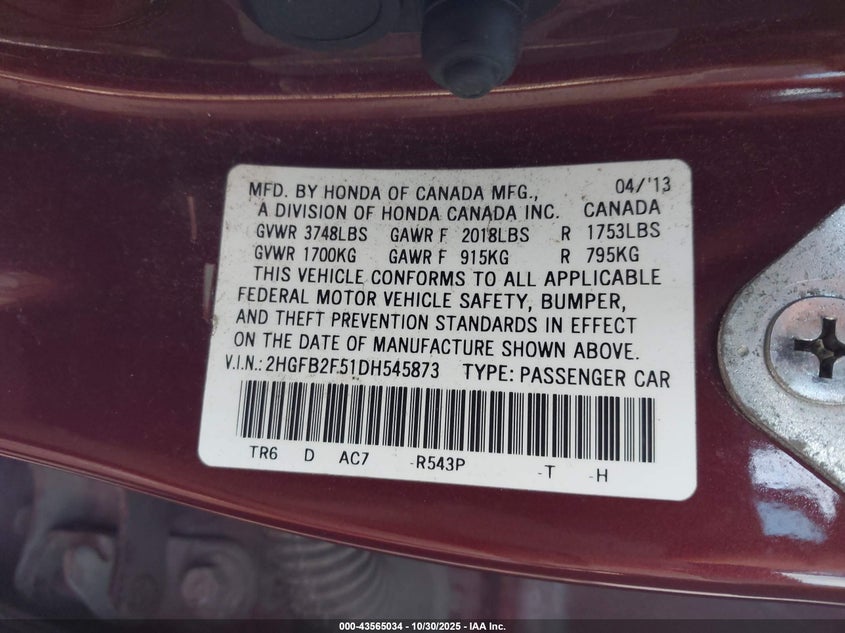 MFD. BY HONDA OF CANADA MFG., 04/'13
A DIVISION OF HONDA CANADA INC. CANADA
GVWR 3748LBS GAWR F 2018LBS R 1753LBS
GVWR 1700KG GAWR F 915KG R 795KG
THIS VEHICLE CONFORMS TO ALL APPLICABLE
FEDERAL MOTOR VEHICLE SAFETY, BUMPER,
AND THEFT PREVENTION STANDARDS IN EFFECT
ON THE DATE OF MANUFACTURE SHOWN ABOVE.
V.I.N.: 2HGFB2F51DH545873 TYPE: PASSENGER CAR
TR6 D AC7 -R543P -T -H
000-43565034 | 10/30/2025 - IAA Inc.